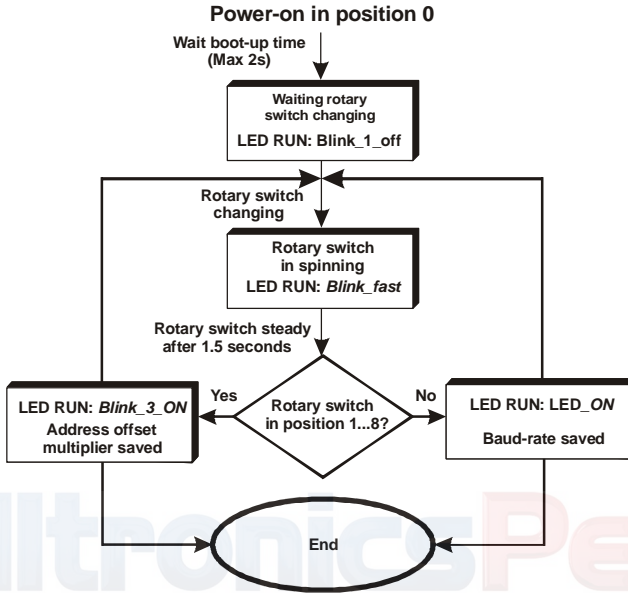 Power-on in position 0
Wait boot-up time
(Max 2s)
Waiting rotary
switch changing
LED RUN: Blink_1_off
Rotary switch
changing
Rotary switch
in spinning
LED RUN: Blink_fast
Rotary switch steady
after 1.5 seconds
Yes
No
LED RUN: Blink_3_ON
Address offset
multiplier saved
Rotary switch
in position 1...8?
LED RUN: LED_ON
Baud-rate saved
End
lltronicsPe